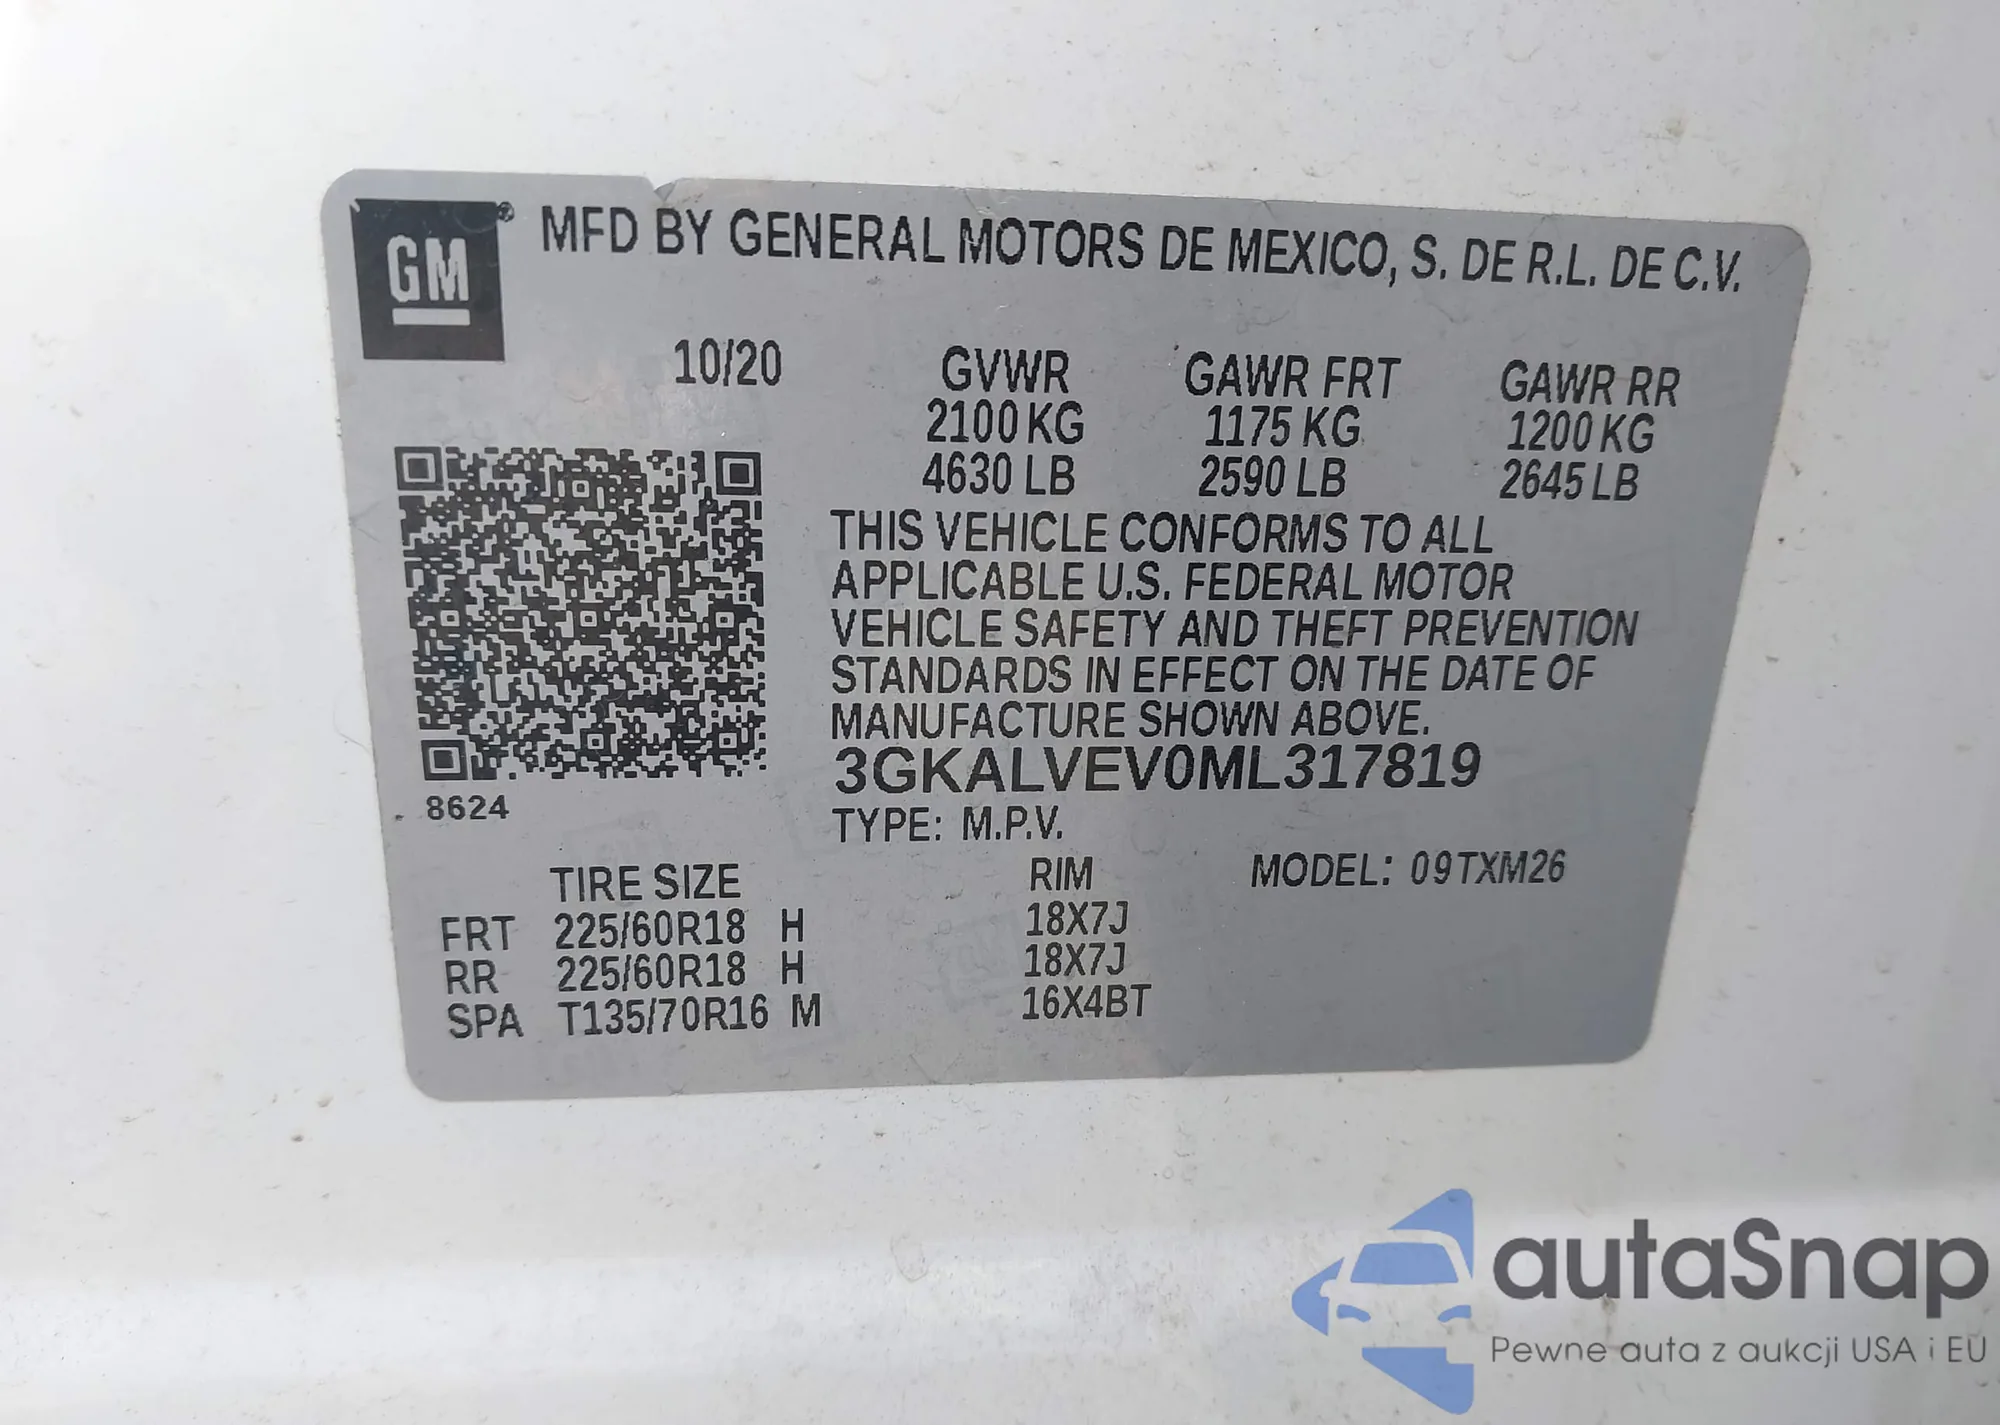 GM® MFD BY GENERAL MOTORS DE MEXICO, S. DE R.L. DE C.V.
10/20 GVWR GAWR FRT GAWR RR
2100 KG 1175 KG 1200 KG
4630 LB 2590 LB 2645 LB
THIS VEHICLE CONFORMS TO ALL
APPLICABLE U.S. FEDERAL MOTOR
VEHICLE SAFETY AND THEFT PREVENTION
STANDARDS IN EFFECT ON THE DATE OF
MANUFACTURE SHOWN ABOVE.
3GKALVEV0ML317819
8624
TYPE: M.P.V.
TIRE SIZE RIM MODEL: 09TXM26
FRT 225/60R18 H 18X7J
RR 225/60R18 H 18X7J
SPA T135/70R16 M 16X4BT
autaSnap
Pewne auta z aukcji USA i EU